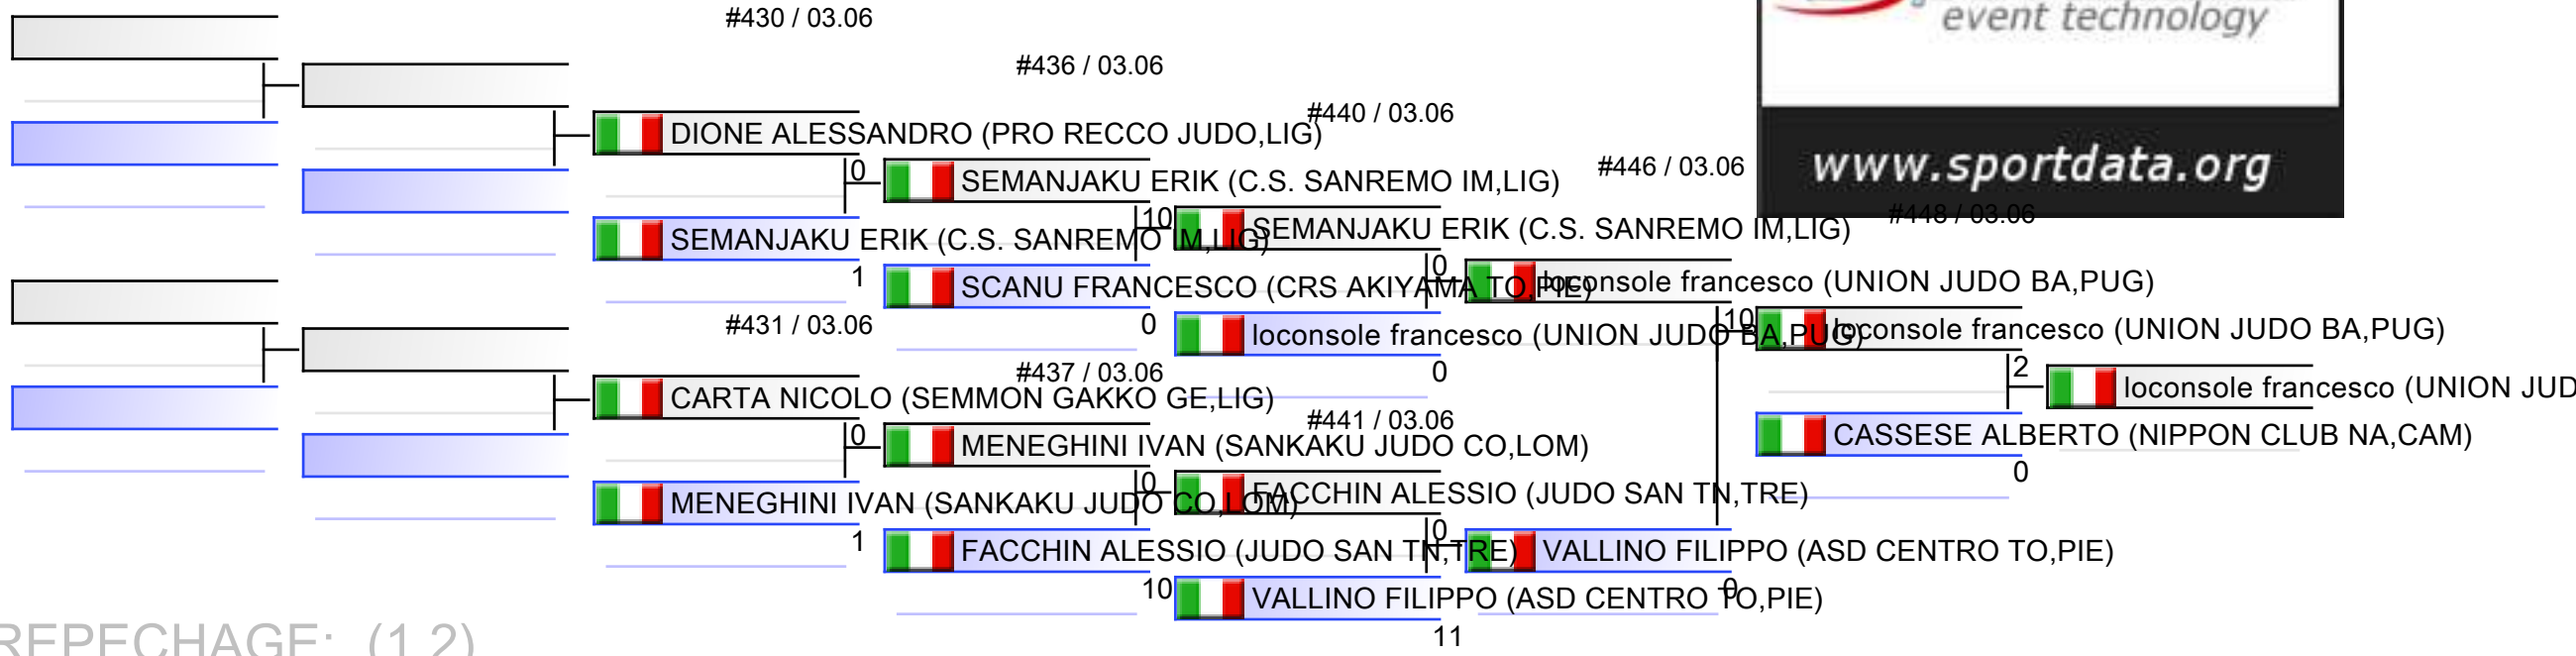 #430 / 03.06
event technology
#436 / 03.06
#440 / 03.06
DIONE ALESSANDRO (PRO RECCO JUDO,LIG)
0
#446 / 03.06
www.sportdata.org
SEMANJAKU ERIK (C.S. SANREMO IM,LIG)
10
#448 / 03.06
SEMANJAKU ERIK (C.S. SANREMO IM,LIG)
SEMANJAKU ERIK (C.S. SANREMO IM,LIG)
0
1
SCANU FRANCESCO (CRS AKIYAMA TO,PIE)
loconsole francesco (UNION JUDO BA,PUG)
10
0
#431 / 03.06
loconsole francesco (UNION JUDO BA,PUG)
loconsole francesco (UNION JUDO BA,PUG)
2
0
#437 / 03.06
loconsole francesco (UNION JUD
CARTA NICOLO (SEMMON GAKKO GE,LIG)
0
#441 / 03.06
MENEGHINI IVAN (SANKAKU JUDO CO,LOM)
CASSESE ALBERTO (NIPPON CLUB NA,CAM)
0
0
MENEGHINI IVAN (SANKAKU JUDO CO,LOM)
FACCHIN ALESSIO (JUDO SAN TN,TRE)
0
1
FACCHIN ALESSIO (JUDO SAN TN,TRE)
VALLINO FILIPPO (ASD CENTRO TO,PIE)
10
0
VALLINO FILIPPO (ASD CENTRO TO,PIE)
11
REPECHAGE: (1,2)